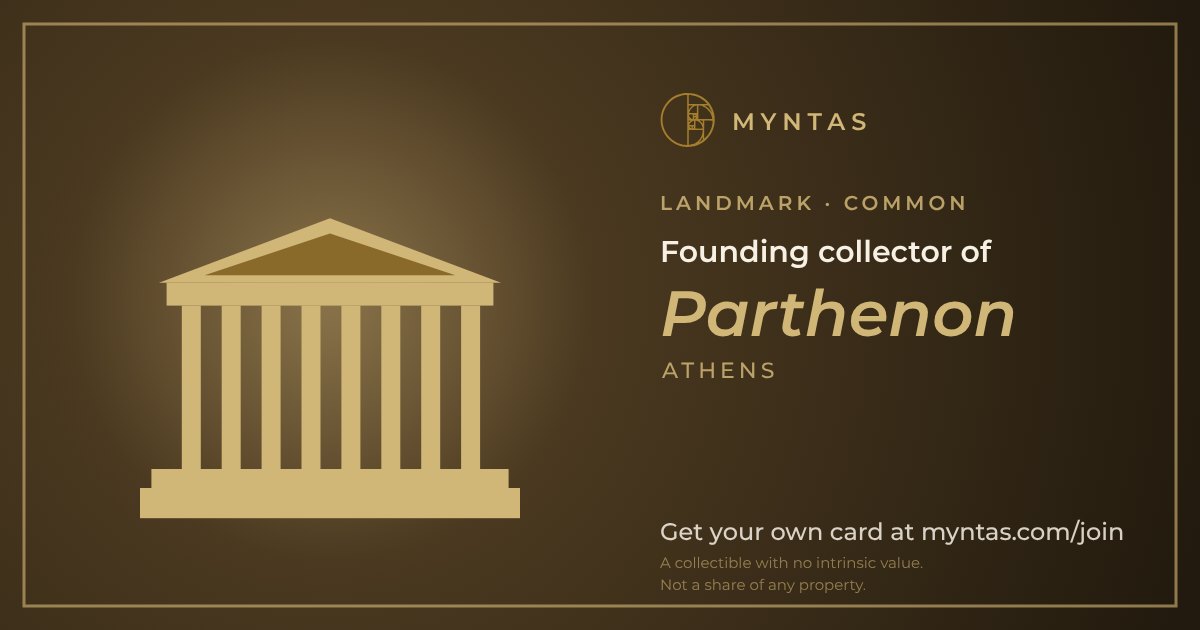 MYNTAS
LANDMARK · COMMON
Founding collector of
Parthenon
ATHENS
Get your own card at myntas.com/join
A collectible with no intrinsic value.
Not a share of any property.